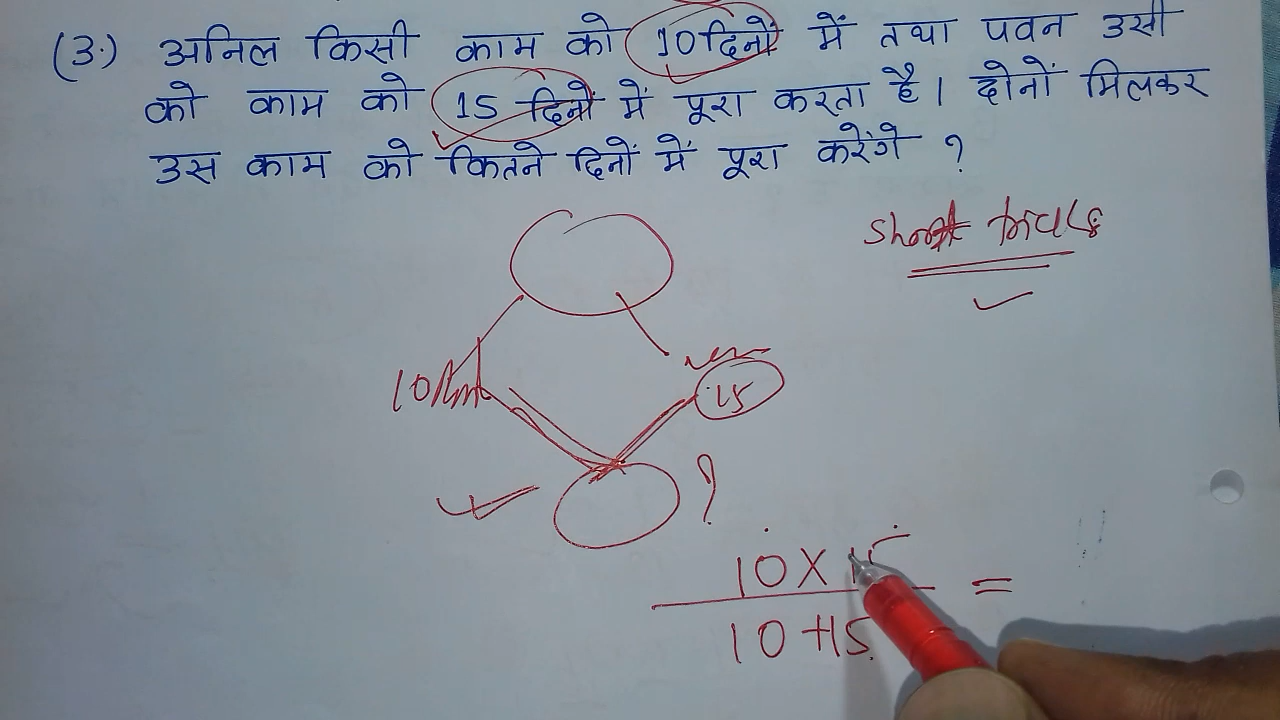 (3.) अनिल किसी काम को 10 दिनों में तथा पवन उसी
को काम को 15 दिनों में पूरा करता है। दोनों मिलकर
उस काम को कितने दिनों में पूरा करेंगे ?
Short tricks
15
?
10 X 15 =
10 + 15